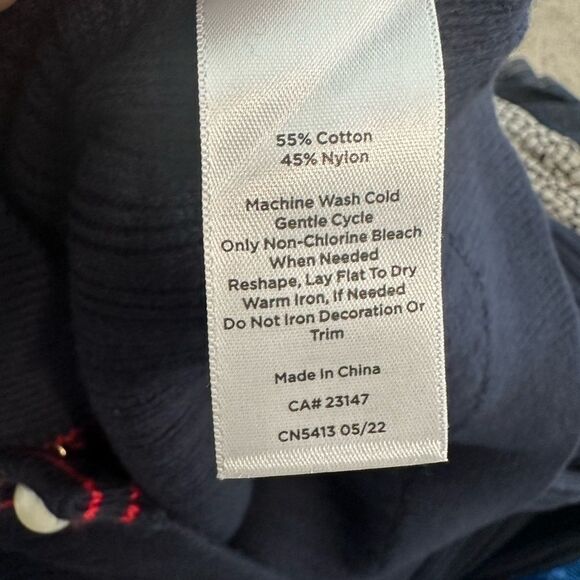 55% Cotton
45% Nylon
Machine Wash Cold
Gentle Cycle
Only Non-Chlorine Bleach
When Needed
Reshape, Lay Flat To Dry
Warm Iron, If Needed
Do Not Iron Decoration Or
Trim
Made In China
CA# 23147
CN5413 05/22